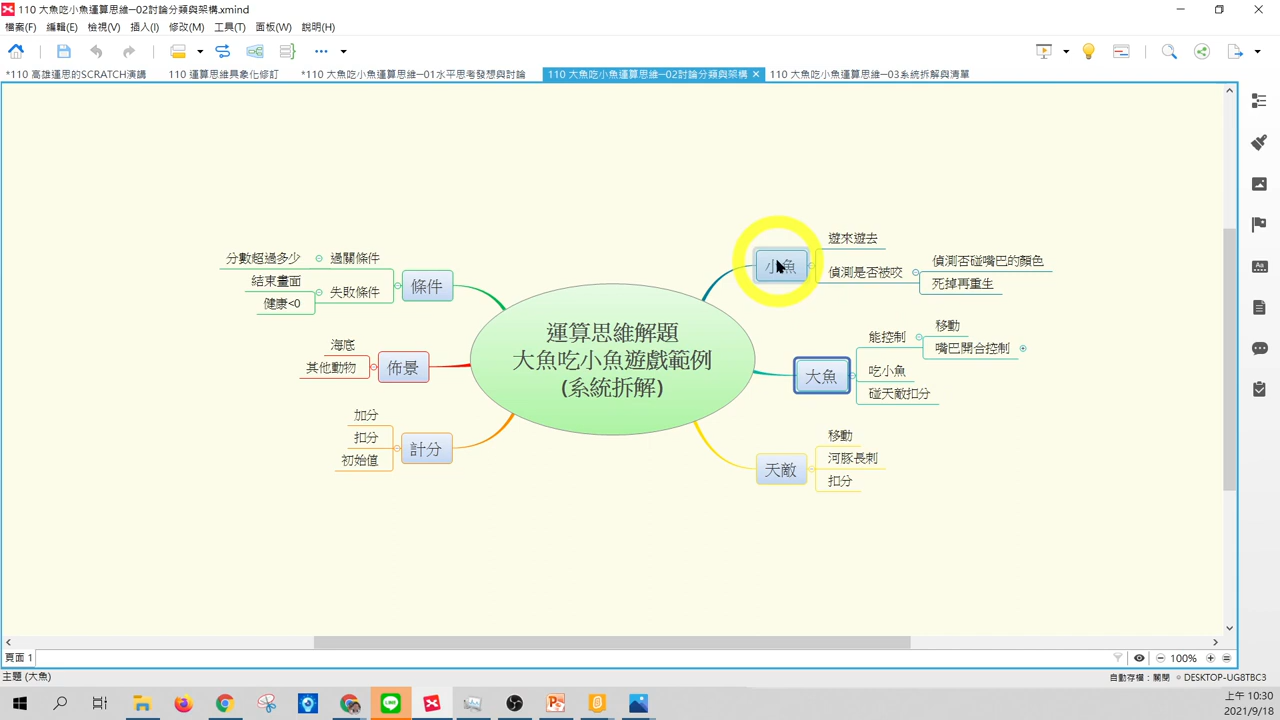 110 大魚吃小魚運算思維—02討論分類與架構.xmind
檔案(F) 編輯(E) 檢視(V) 插入(I) 修改(M) 工具(T) 面板(W) 說明(H)
*110 高雄運思的SCRATCH演講 110 運算思維具象化修訂 *110 大魚吃小魚運算思維—01水平思考發想與討論 110 大魚吃小魚運算思維—02討論分類與架構 110 大魚吃小魚運算思維—03系統拆解與清單
運算思維解題
大魚吃小魚遊戲範例
(系統拆解)
小魚
遊來遊去
偵測是否被咬
偵測否碰嘴巴的顏色
死掉再重生
大魚
能控制
移動
嘴巴開合控制
吃小魚
碰天敵扣分
天敵
移動
河豚長刺
扣分
條件
過關條件
分數超過多少
失敗條件
結束畫面
健康<0
佈景
海底
其他動物
計分
加分
扣分
初始值
頁面 1
100%
主題 (大魚)
自動存檔：關閉 DESKTOP-UG8TBC3
上午 10:30
2021/9/18